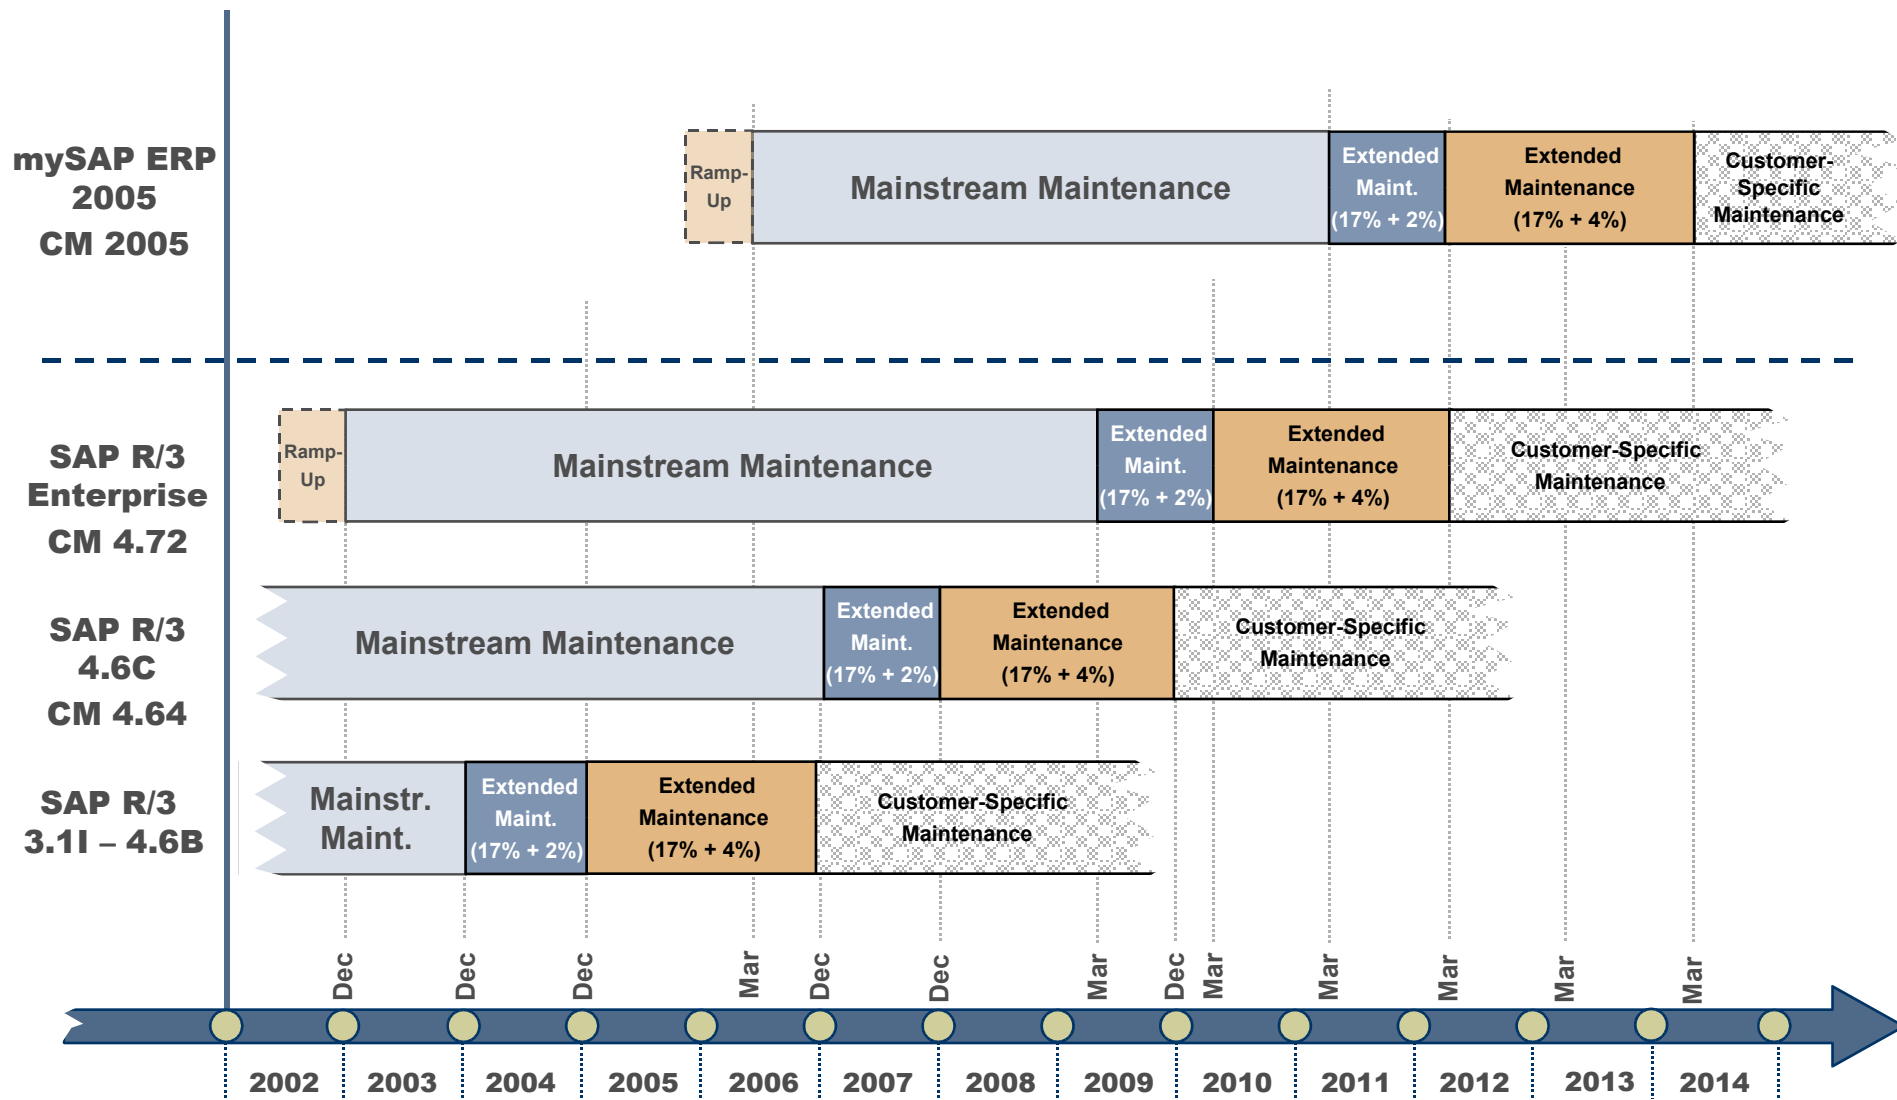 mySAP ERP
2005
CM 2005
Ramp-
Up
Mainstream Maintenance
Extended
Maint.
(17% + 2%)
Extended
Maintenance
(17% + 4%)
Customer-
Specific
Maintenance
SAP R/3
Enterprise
CM 4.72
Ramp-
Up
Mainstream Maintenance
Extended
Maint.
(17% + 2%)
Extended
Maintenance
(17% + 4%)
Customer-Specific
Maintenance
SAP R/3
4.6C
CM 4.64
Mainstream Maintenance
Extended
Maint.
(17% + 2%)
Extended
Maintenance
(17% + 4%)
Customer-Specific
Maintenance
SAP R/3
3.1I – 4.6B
Mainstr.
Maint.
Extended
Maint.
(17% + 2%)
Extended
Maintenance
(17% + 4%)
Customer-Specific
Maintenance
Dec
Dec
Dec
Mar
Dec
Dec
Mar
Dec
Mar
Mar
Mar
Mar
Mar
2002
2003
2004
2005
2006
2007
2008
2009
2010
2011
2012
2013
2014